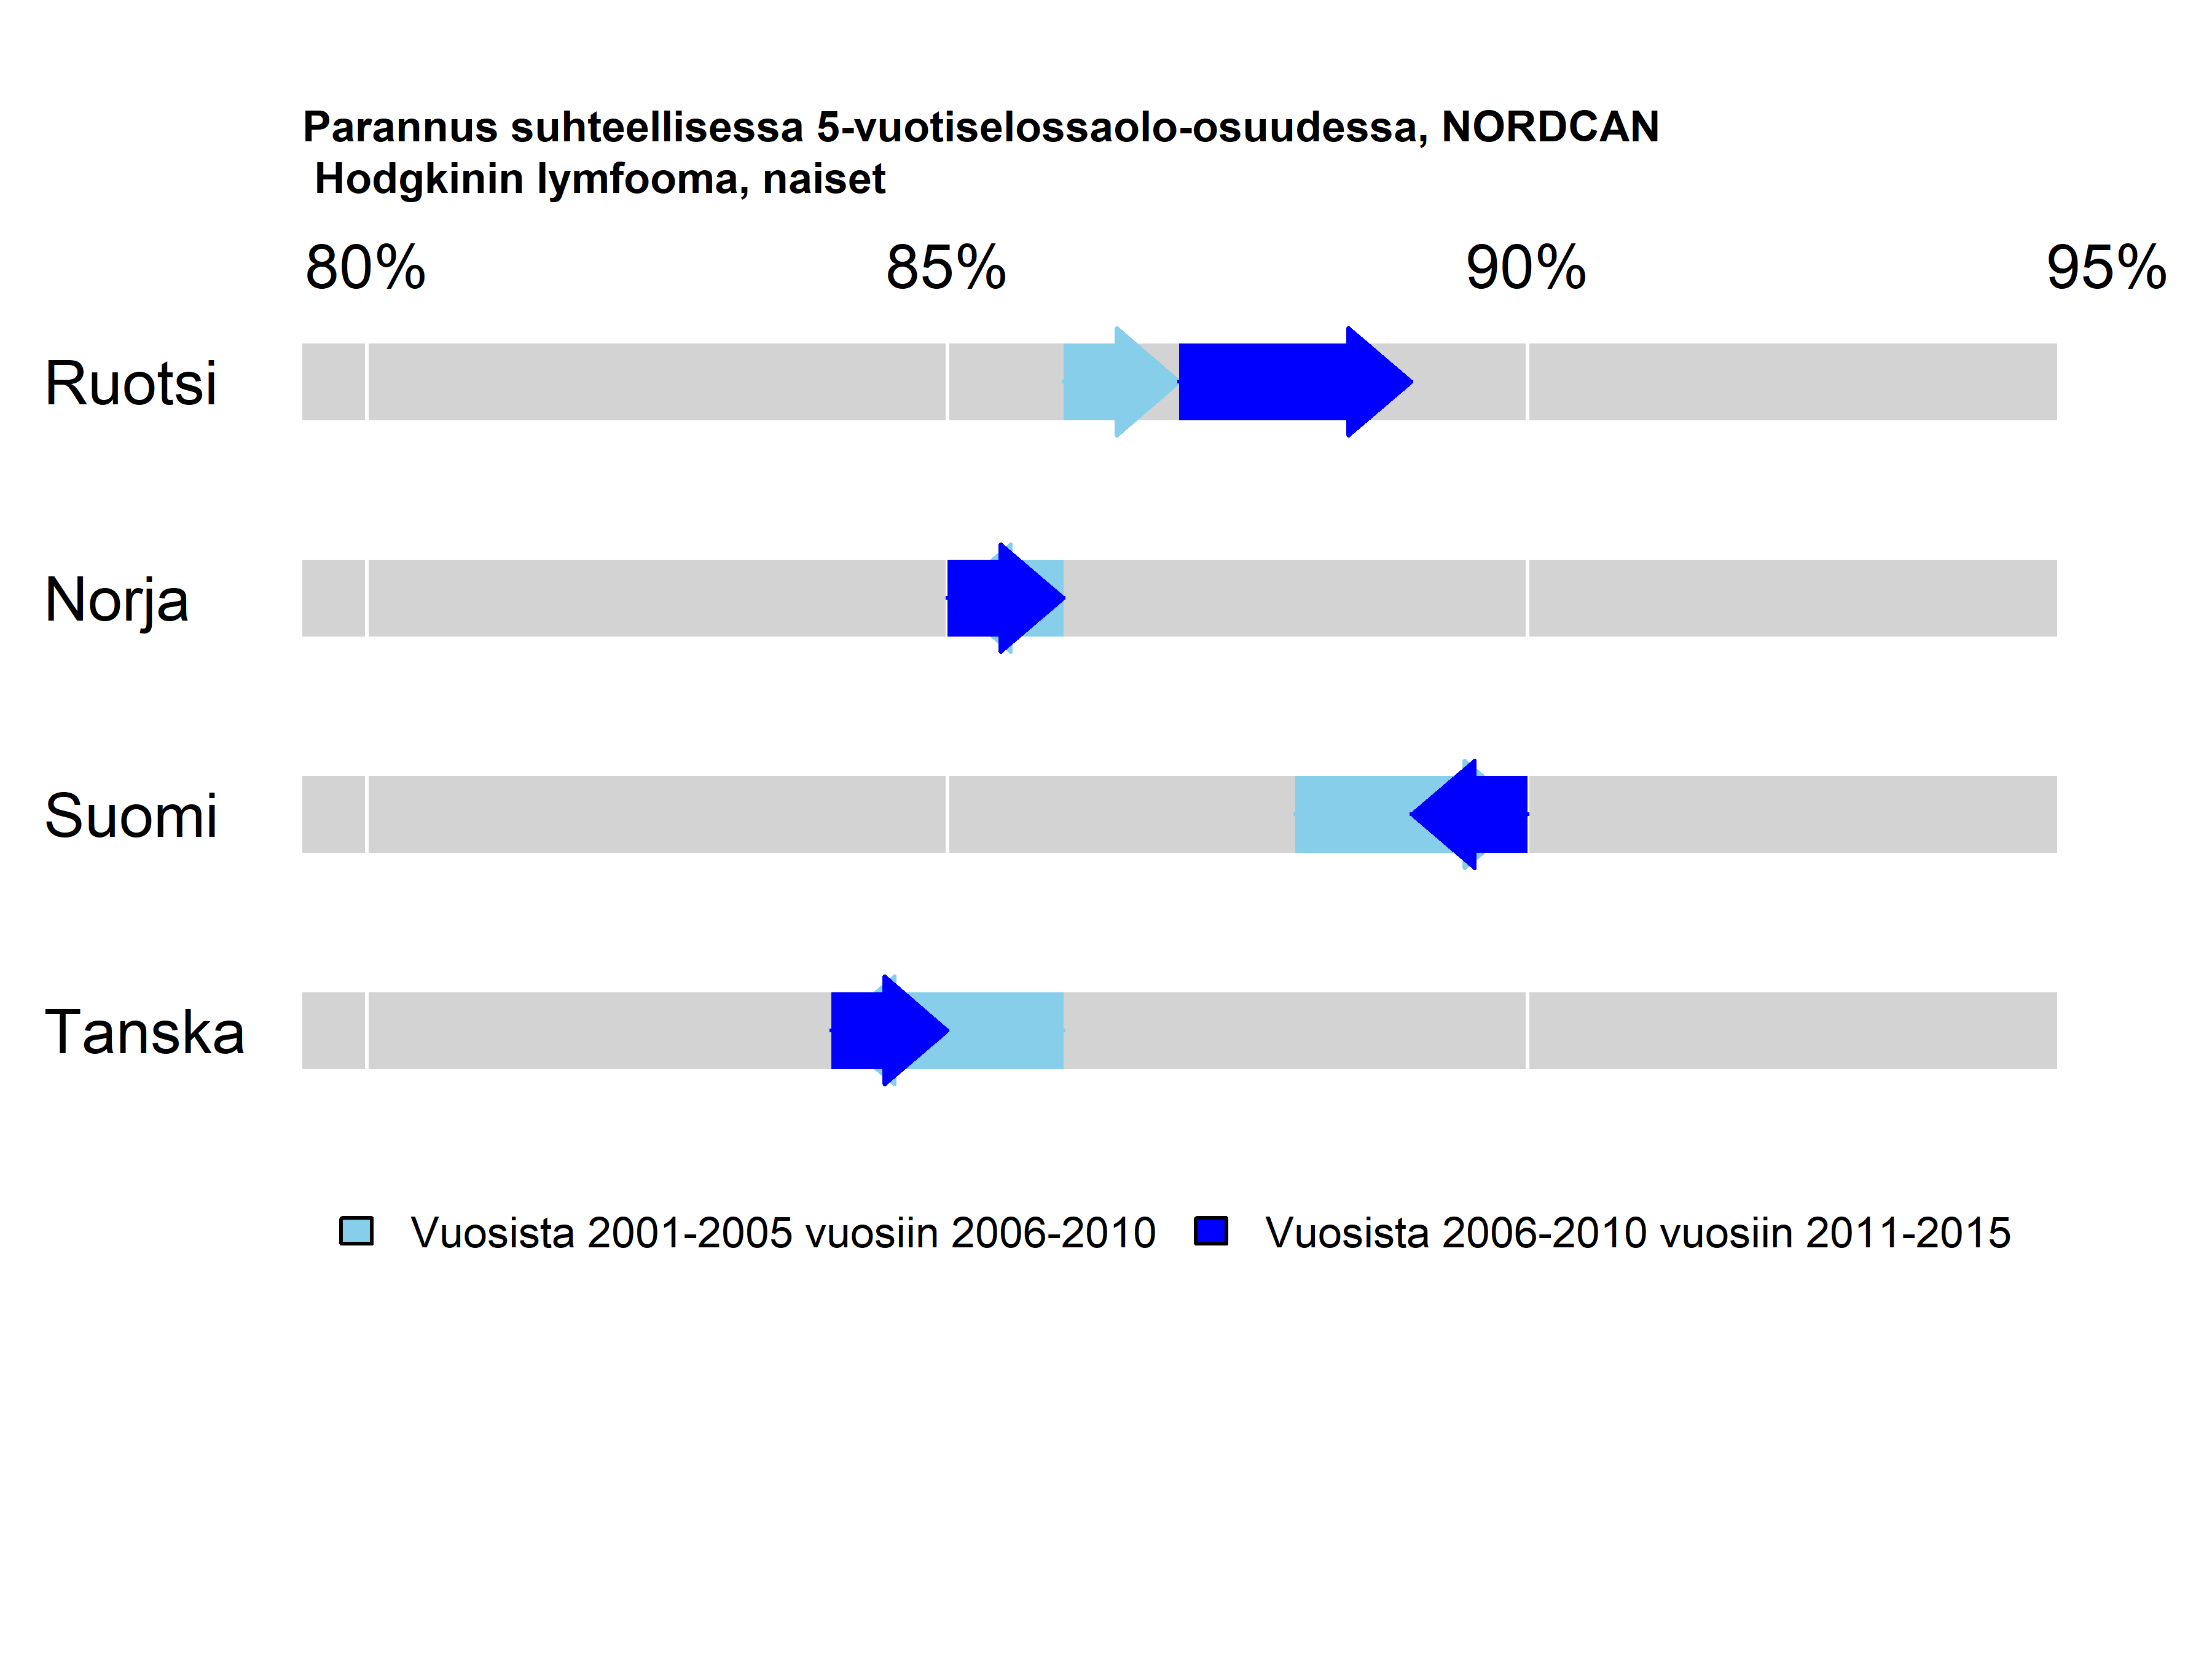 Parannus suhteellisessa 5-vuotiselossaolo-osuudessa, NORDCAN
Hodgkinin lymfooma, naiset
80% 85% 90% 95%
Ruotsi
Norja
Suomi
Tanska
Vuosista 2001-2005 vuosiin 2006-2010 Vuosista 2006-2010 vuosiin 2011-2015